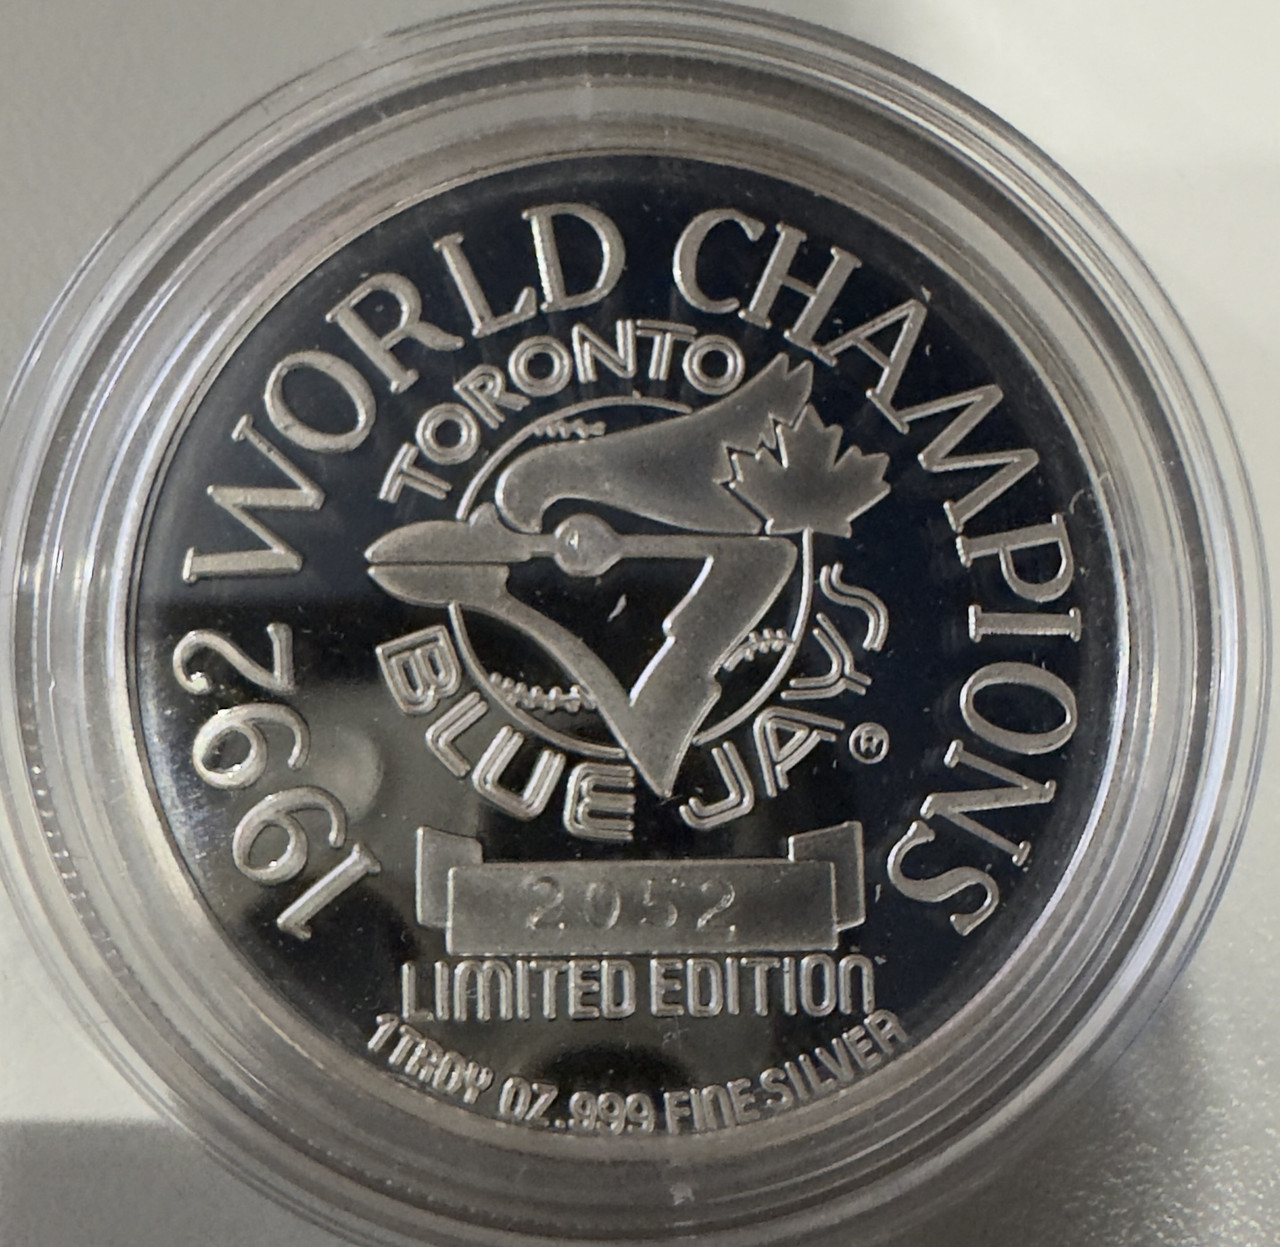 1992 WORLD CHAMPIONS
TORONTO
BLUE JAYS ®
2052
LIMITED EDITION
1 TROY OZ. .999 FINE SILVER